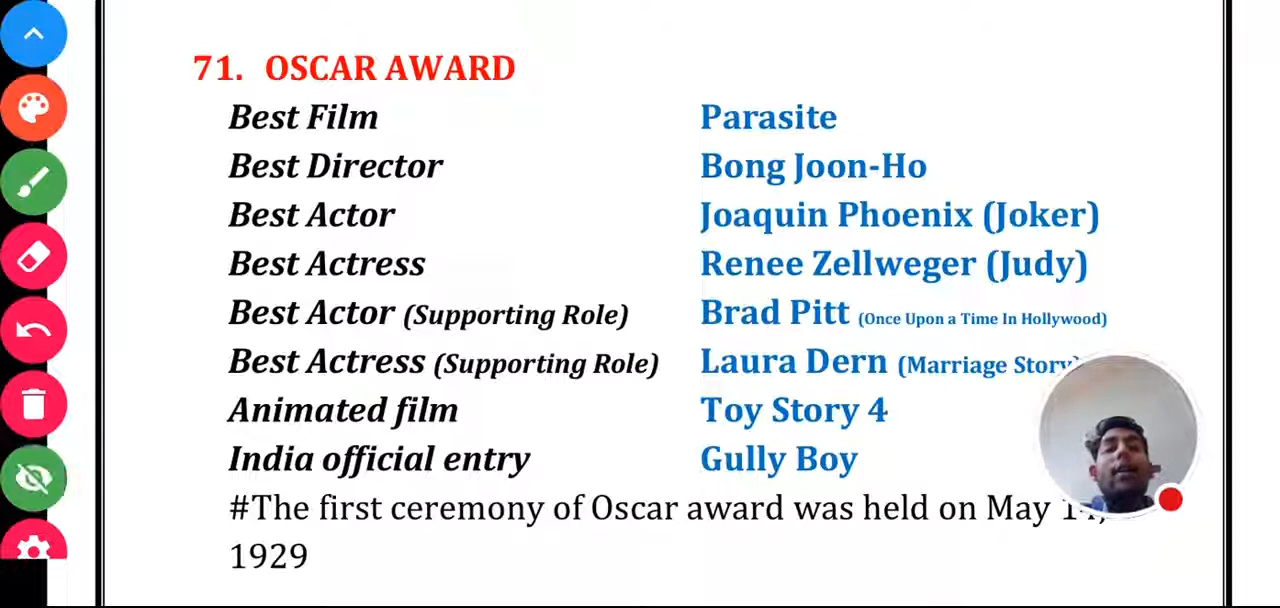 71. OSCAR AWARD
Best Film Parasite
Best Director Bong Joon-Ho
Best Actor Joaquin Phoenix (Joker)
Best Actress Renee Zellweger (Judy)
Best Actor (Supporting Role) Brad Pitt (Once Upon a Time In Hollywood)
Best Actress (Supporting Role) Laura Dern (Marriage Story)
Animated film Toy Story 4
India official entry Gully Boy
#The first ceremony of Oscar award was held on May
1929